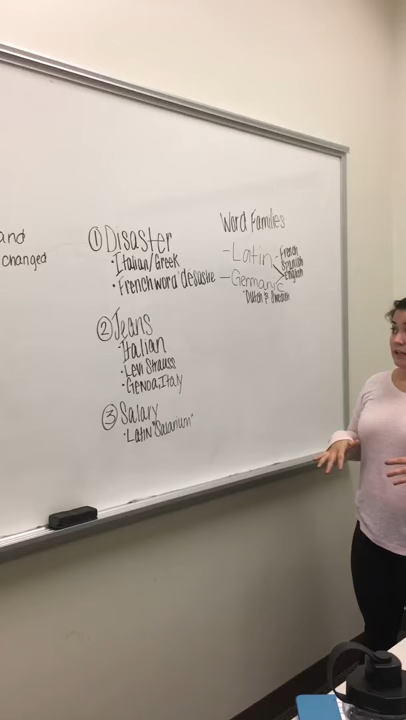 and
changed
① Disaster
• Italian/Greek
• French word "desastre
② Jeans
• Italian
• Levi Strauss
• Genoa, Italy
③ Salary
• Latin "Salarium"
Word Families
- Latin - French
Spanish
English
- Germanic
Dutch & Swedish